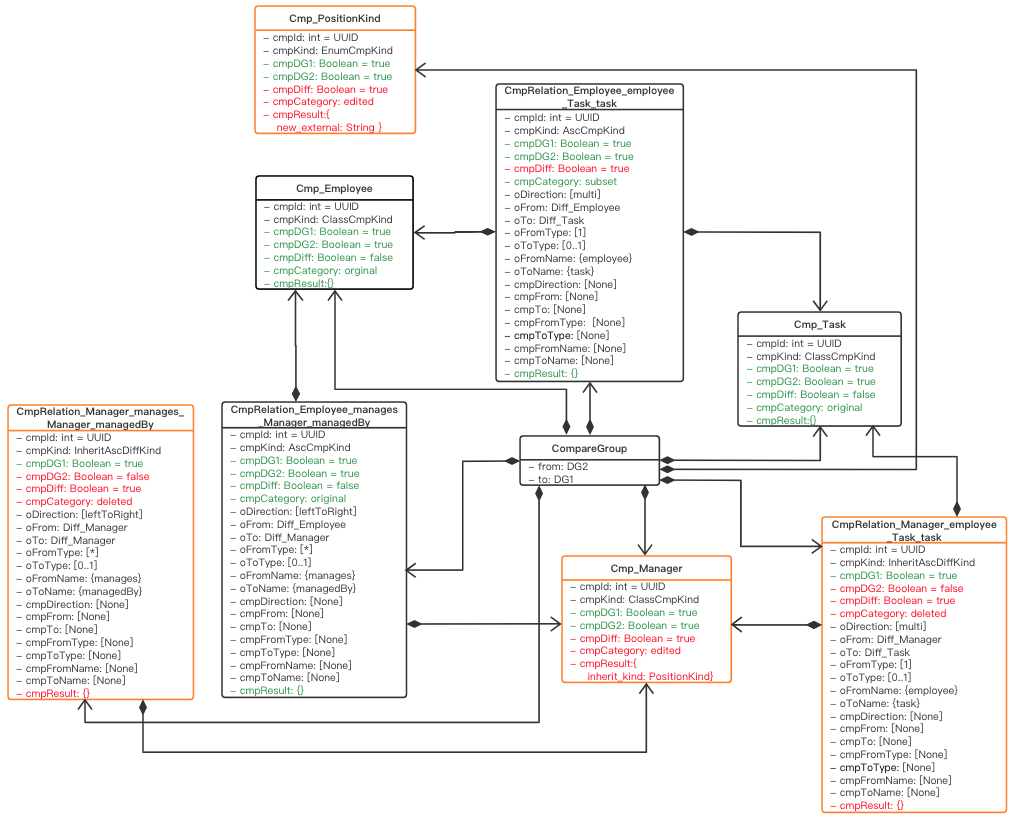 Cmp_PositionKind
– cmpId: int = UUID
– cmpKind: EnumCmpKind
– cmpDG1: Boolean = true
– cmpDG2: Boolean = true
– cmpDiff: Boolean = true
– cmpCategory: edited
– cmpResult:{
new_external: String }
CmpRelation_Employee_employee
_Task_task
– cmpId: int = UUID
– cmpKind: AscCmpKind
– cmpDG1: Boolean = true
– cmpDG2: Boolean = true
– cmpDiff: Boolean = true
– cmpCategory: subset
– oDirection: [multi]
– oFrom: Diff_Employee
– oTo: Diff_Task
– oFromType: [1]
– oToType: [0..1]
– oFromName: {employee}
– oToName: {task}
– cmpDirection: [None]
– cmpFrom: [None]
– cmpTo: [None]
– cmpFromType: [None]
– cmpToType: [None]
– cmpFromName: [None]
– cmpToName: [None]
– cmpResult: {}
Cmp_Employee
– cmpId: int = UUID
– cmpKind: ClassCmpKind
– cmpDG1: Boolean = true
– cmpDG2: Boolean = true
– cmpDiff: Boolean = false
– cmpCategory: orginal
– cmpResult:{}
Cmp_Task
– cmpId: int = UUID
– cmpKind: ClassCmpKind
– cmpDG1: Boolean = true
– cmpDG2: Boolean = true
– cmpDiff: Boolean = false
– cmpCategory: original
– cmpResult:{}
CmpRelation_Manager_manages_
Manager_managedBy
– cmpId: int = UUID
– cmpKind: InheritAscDiffKind
– cmpDG1: Boolean = true
– cmpDG2: Boolean = false
– cmpDiff: Boolean = true
– cmpCategory: deleted
– oDirection: [leftToRight]
– oFrom: Diff_Manager
– oTo: Diff_Manager
– oFromType: [*]
– oToType: [0..1]
– oFromName: {manages}
– oToName: {managedBy}
– cmpDirection: [None]
– cmpFrom: [None]
– cmpTo: [None]
– cmpFromType: [None]
– cmpToType: [None]
– cmpFromName: [None]
– cmpToName: [None]
– cmpResult: {}
CmpRelation_Employee_manages
_Manager_managedBy
– cmpId: int = UUID
– cmpKind: AscCmpKind
– cmpDG1: Boolean = true
– cmpDG2: Boolean = true
– cmpDiff: Boolean = false
– cmpCategory: original
– oDirection: [leftToRight]
– oFrom: Diff_Employee
– oTo: Diff_Manager
– oFromType: [*]
– oToType: [0..1]
– oFromName: {manages}
– oToName: {managedBy}
– cmpDirection: [None]
– cmpFrom: [None]
– cmpTo: [None]
– cmpFromType: [None]
– cmpToType: [None]
– cmpFromName: [None]
– cmpToName: [None]
– cmpResult: {}
CompareGroup
– from: DG2
– to: DG1
Cmp_Manager
– cmpId: int = UUID
– cmpKind: ClassCmpKind
– cmpDG1: Boolean = true
– cmpDG2: Boolean = true
– cmpDiff: Boolean = true
– cmpCategory: edited
– cmpResult:{
inherit_kind: PositionKind}
CmpRelation_Manager_employee
_Task_task
– cmpId: int = UUID
– cmpKind: InheritAscDiffKind
– cmpDG1: Boolean = true
– cmpDG2: Boolean = false
– cmpDiff: Boolean = true
– cmpCategory: deleted
– oDirection: [multi]
– oFrom: Diff_Manager
– oTo: Diff_Task
– oFromType: [1]
– oToType: [0..1]
– oFromName: {employee}
– oToName: {task}
– cmpDirection: [None]
– cmpFrom: [None]
– cmpTo: [None]
– cmpFromType: [None]
– cmpToType: [None]
– cmpFromName: [None]
– cmpToName: [None]
– cmpResult: {}